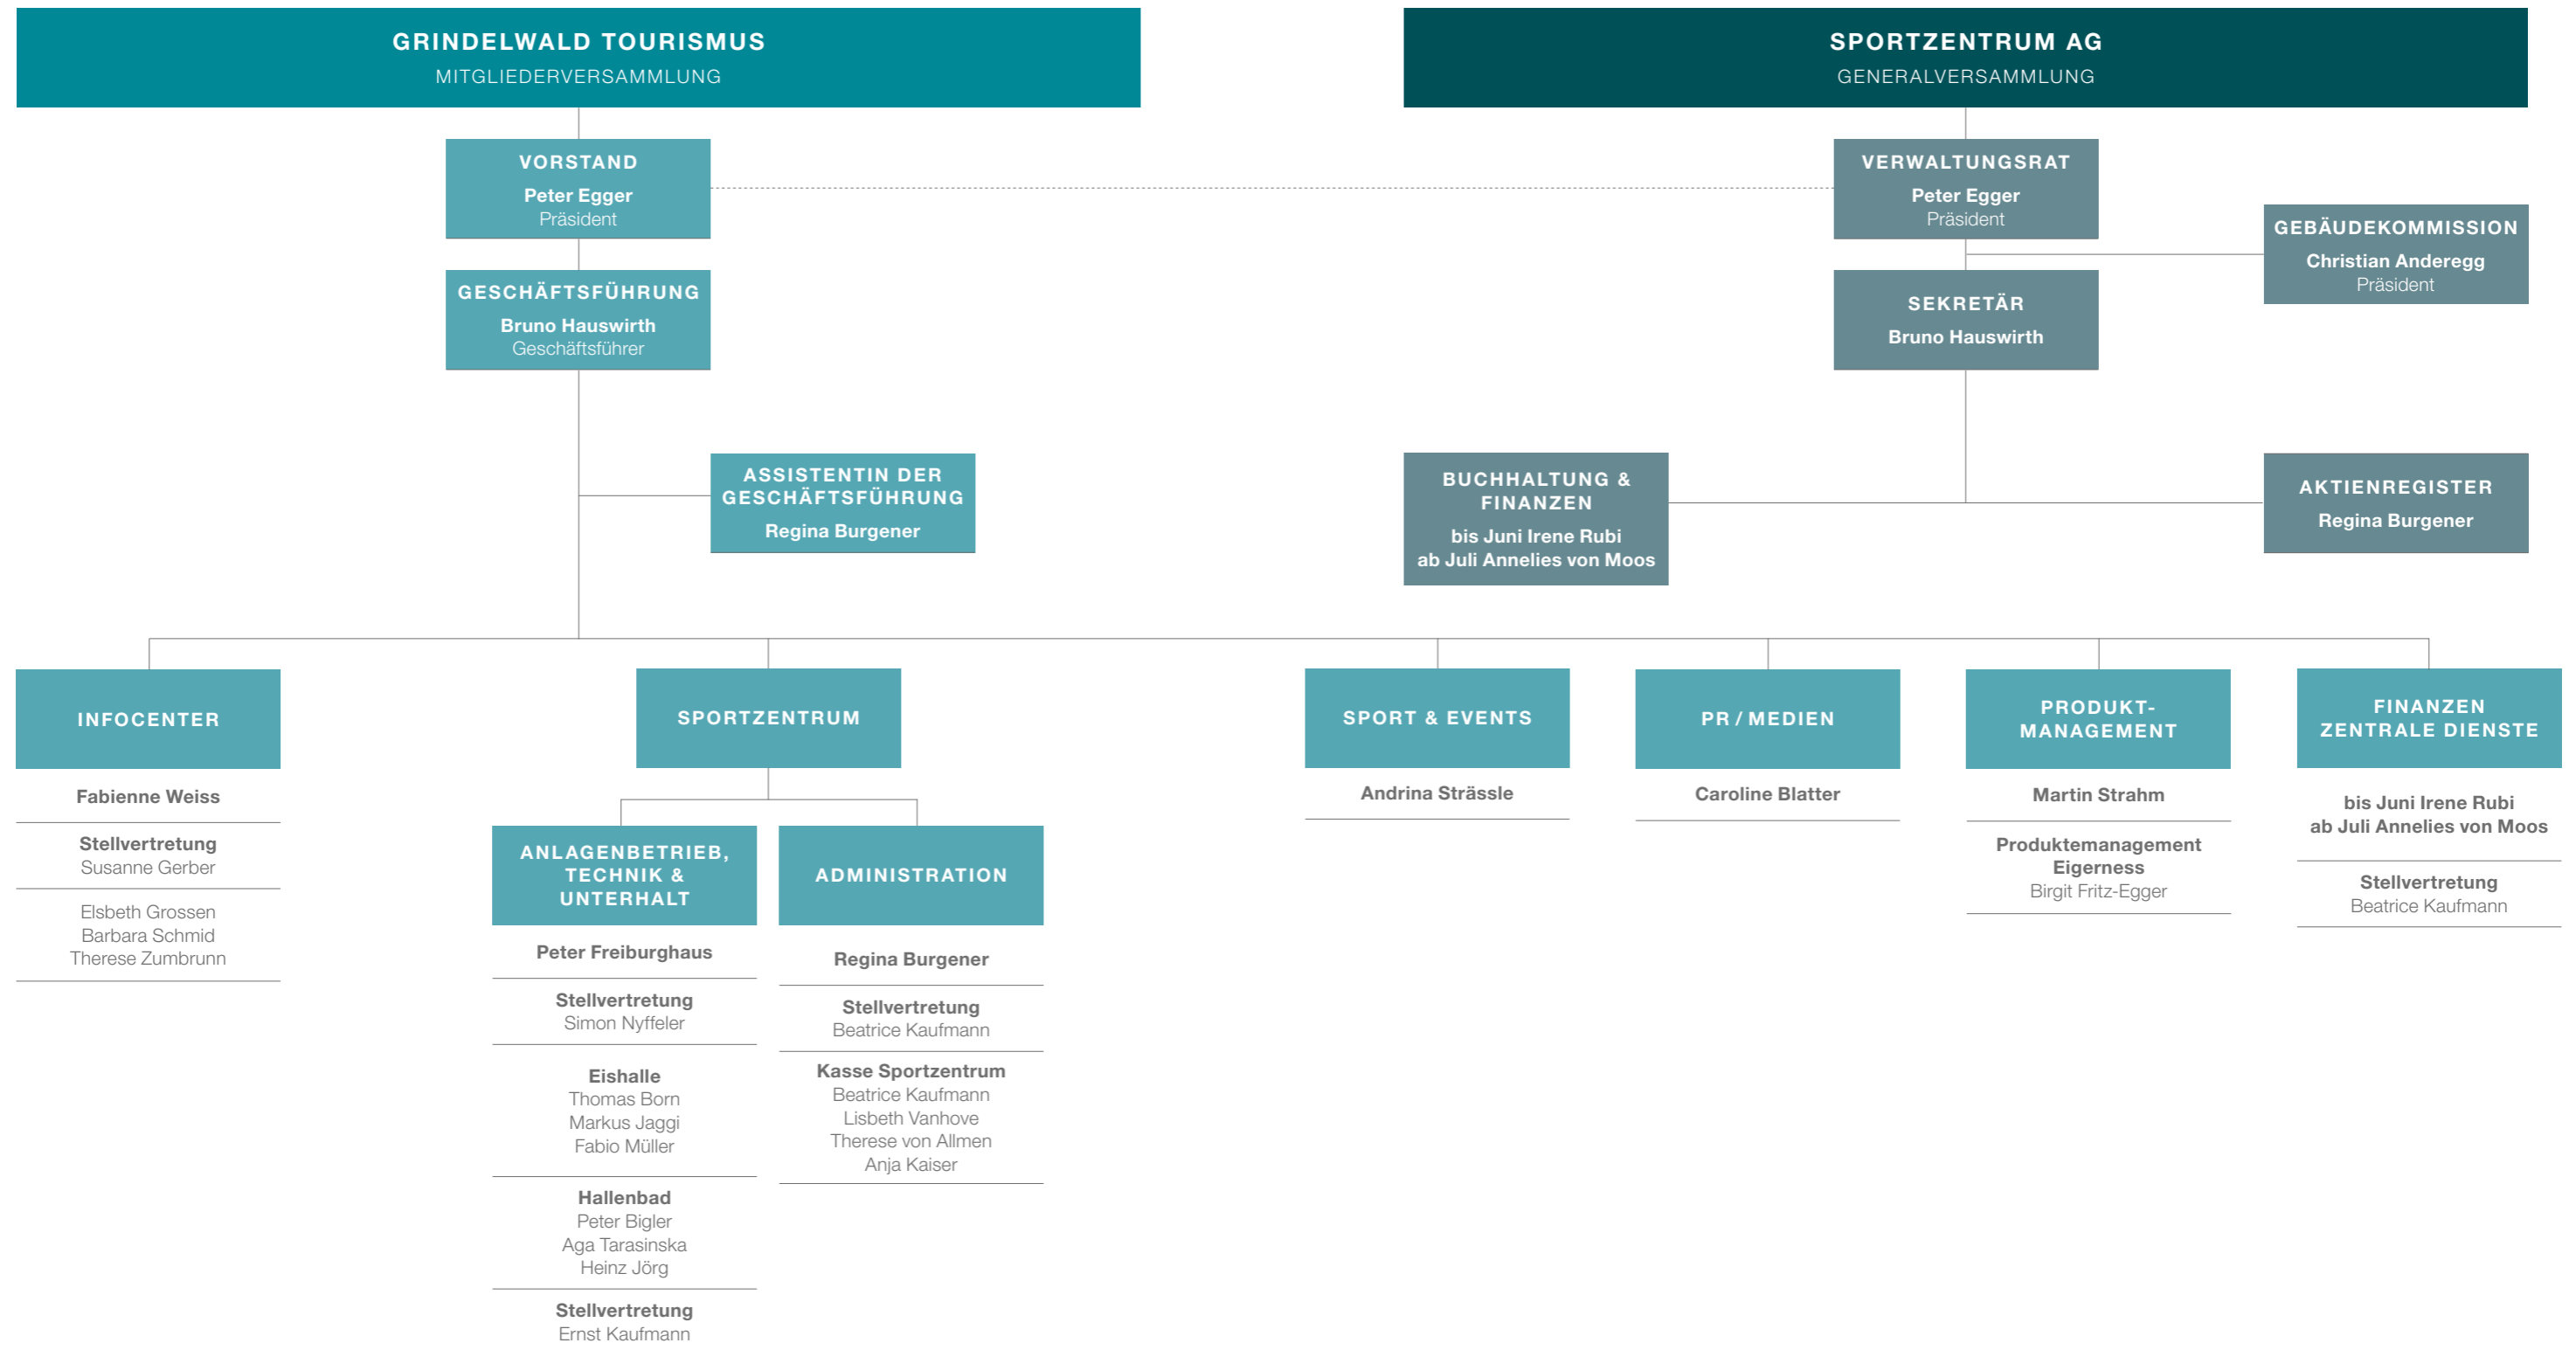 GRINDELWALD TOURISMUS
MITGLIEDERVERSAMMLUNG
SPORTZENTRUM AG
GENERALVERSAMMLUNG
VORSTAND
Peter Egger
Präsident
VERWALTUNGSRAT
Peter Egger
Präsident
GEBÄUDEKOMMISSION
Christian Anderegg
Präsident
GESCHÄFTSFÜHRUNG
Bruno Hauswirth
Geschäftsführer
SEKRETÄR
Bruno Hauswirth
ASSISTENTIN DER
GESCHÄFTSFÜHRUNG
Regina Burgener
BUCHHALTUNG &
FINANZEN
bis Juni Irene Rubi
ab Juli Annelies von Moos
AKTIENREGISTER
Regina Burgener
INFOCENTER
Fabienne Weiss
Stellvertretung
Susanne Gerber
Elsbeth Grossen
Barbara Schmid
Therese Zumbrunn
SPORTZENTRUM
ANLAGENBETRIEB,
TECHNIK &
UNTERHALT
Peter Freiburghaus
Stellvertretung
Simon Nyffeler
Eishalle
Thomas Born
Markus Jaggi
Fabio Müller
Hallenbad
Peter Bigler
Aga Tarasinska
Heinz Jörg
Stellvertretung
Ernst Kaufmann
ADMINISTRATION
Regina Burgener
Stellvertretung
Beatrice Kaufmann
Kasse Sportzentrum
Beatrice Kaufmann
Lisbeth Vanhove
Therese von Allmen
Anja Kaiser
SPORT & EVENTS
Andrina Strässle
PR / MEDIEN
Caroline Blatter
PRODUKT-
MANAGEMENT
Martin Strahm
Produktemanagement
Eigerness
Birgit Fritz-Egger
FINANZEN
ZENTRALE DIENSTE
bis Juni Irene Rubi
ab Juli Annelies von Moos
Stellvertretung
Beatrice Kaufmann